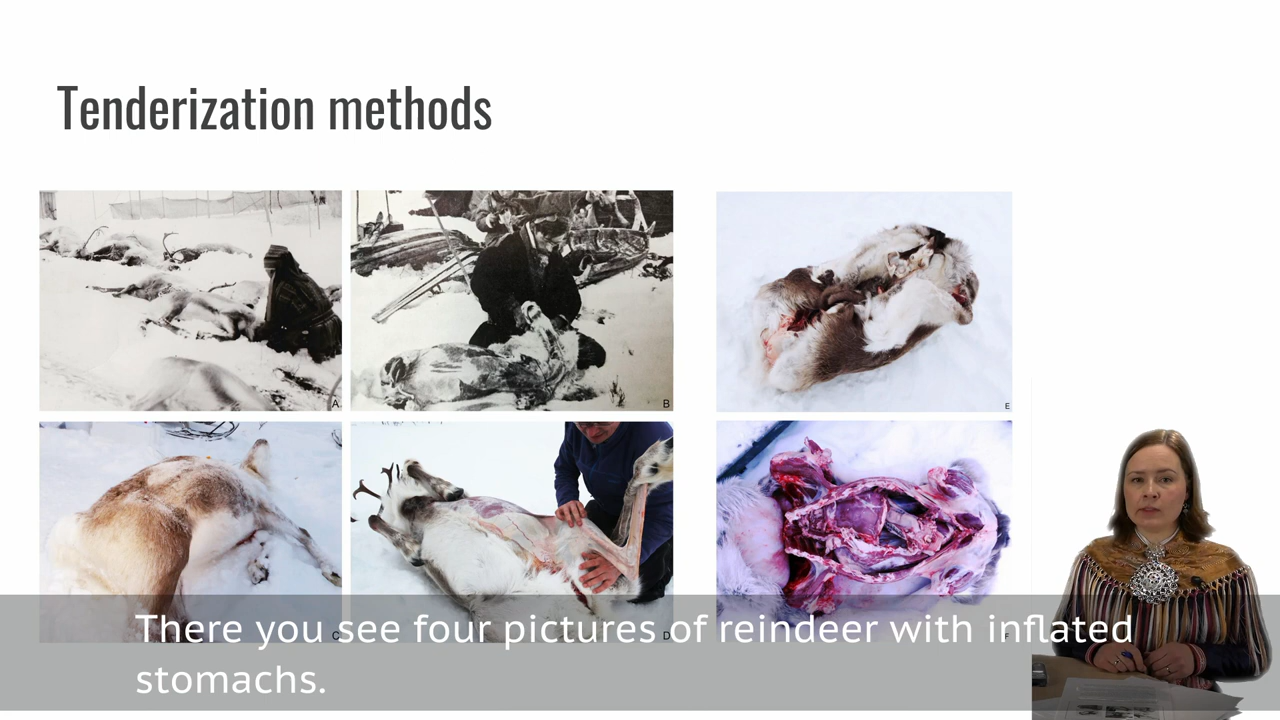 Tenderization methods
A
B
E
C
D
F
There you see four pictures of reindeer with inflated
stomachs.